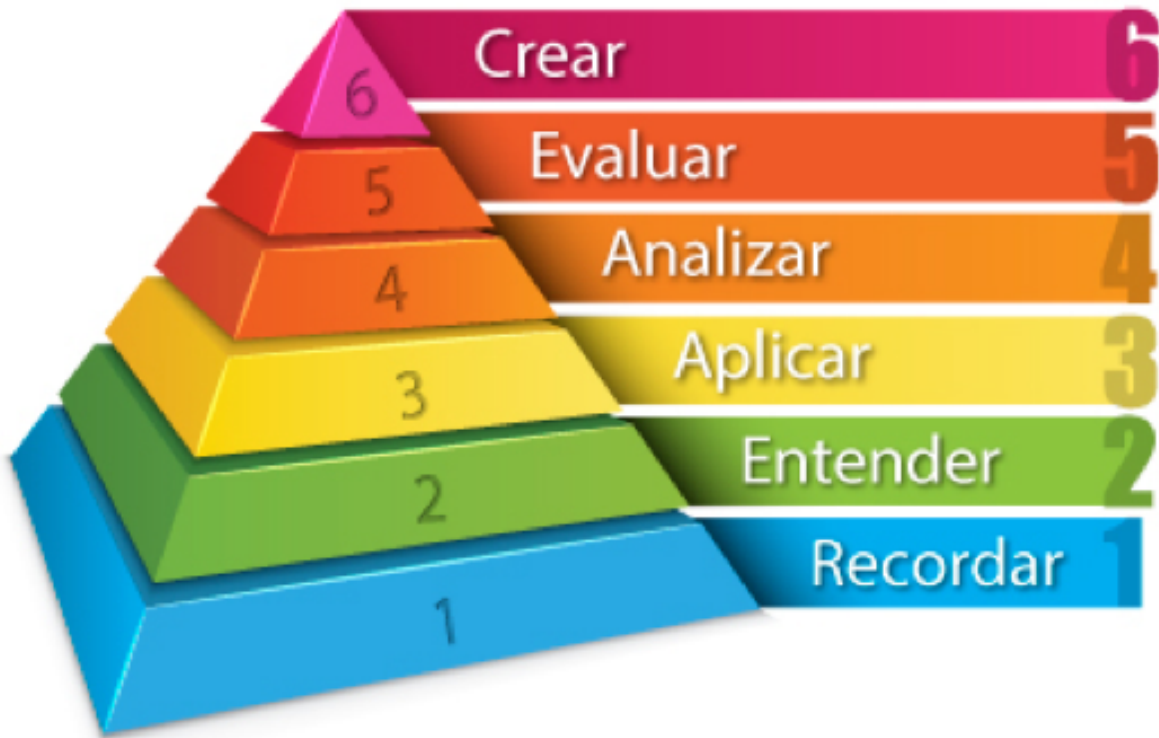 6 Crear 6
5 Evaluar 5
4 Analizar 4
3 Aplicar 3
2 Entender 2
1 Recordar 1